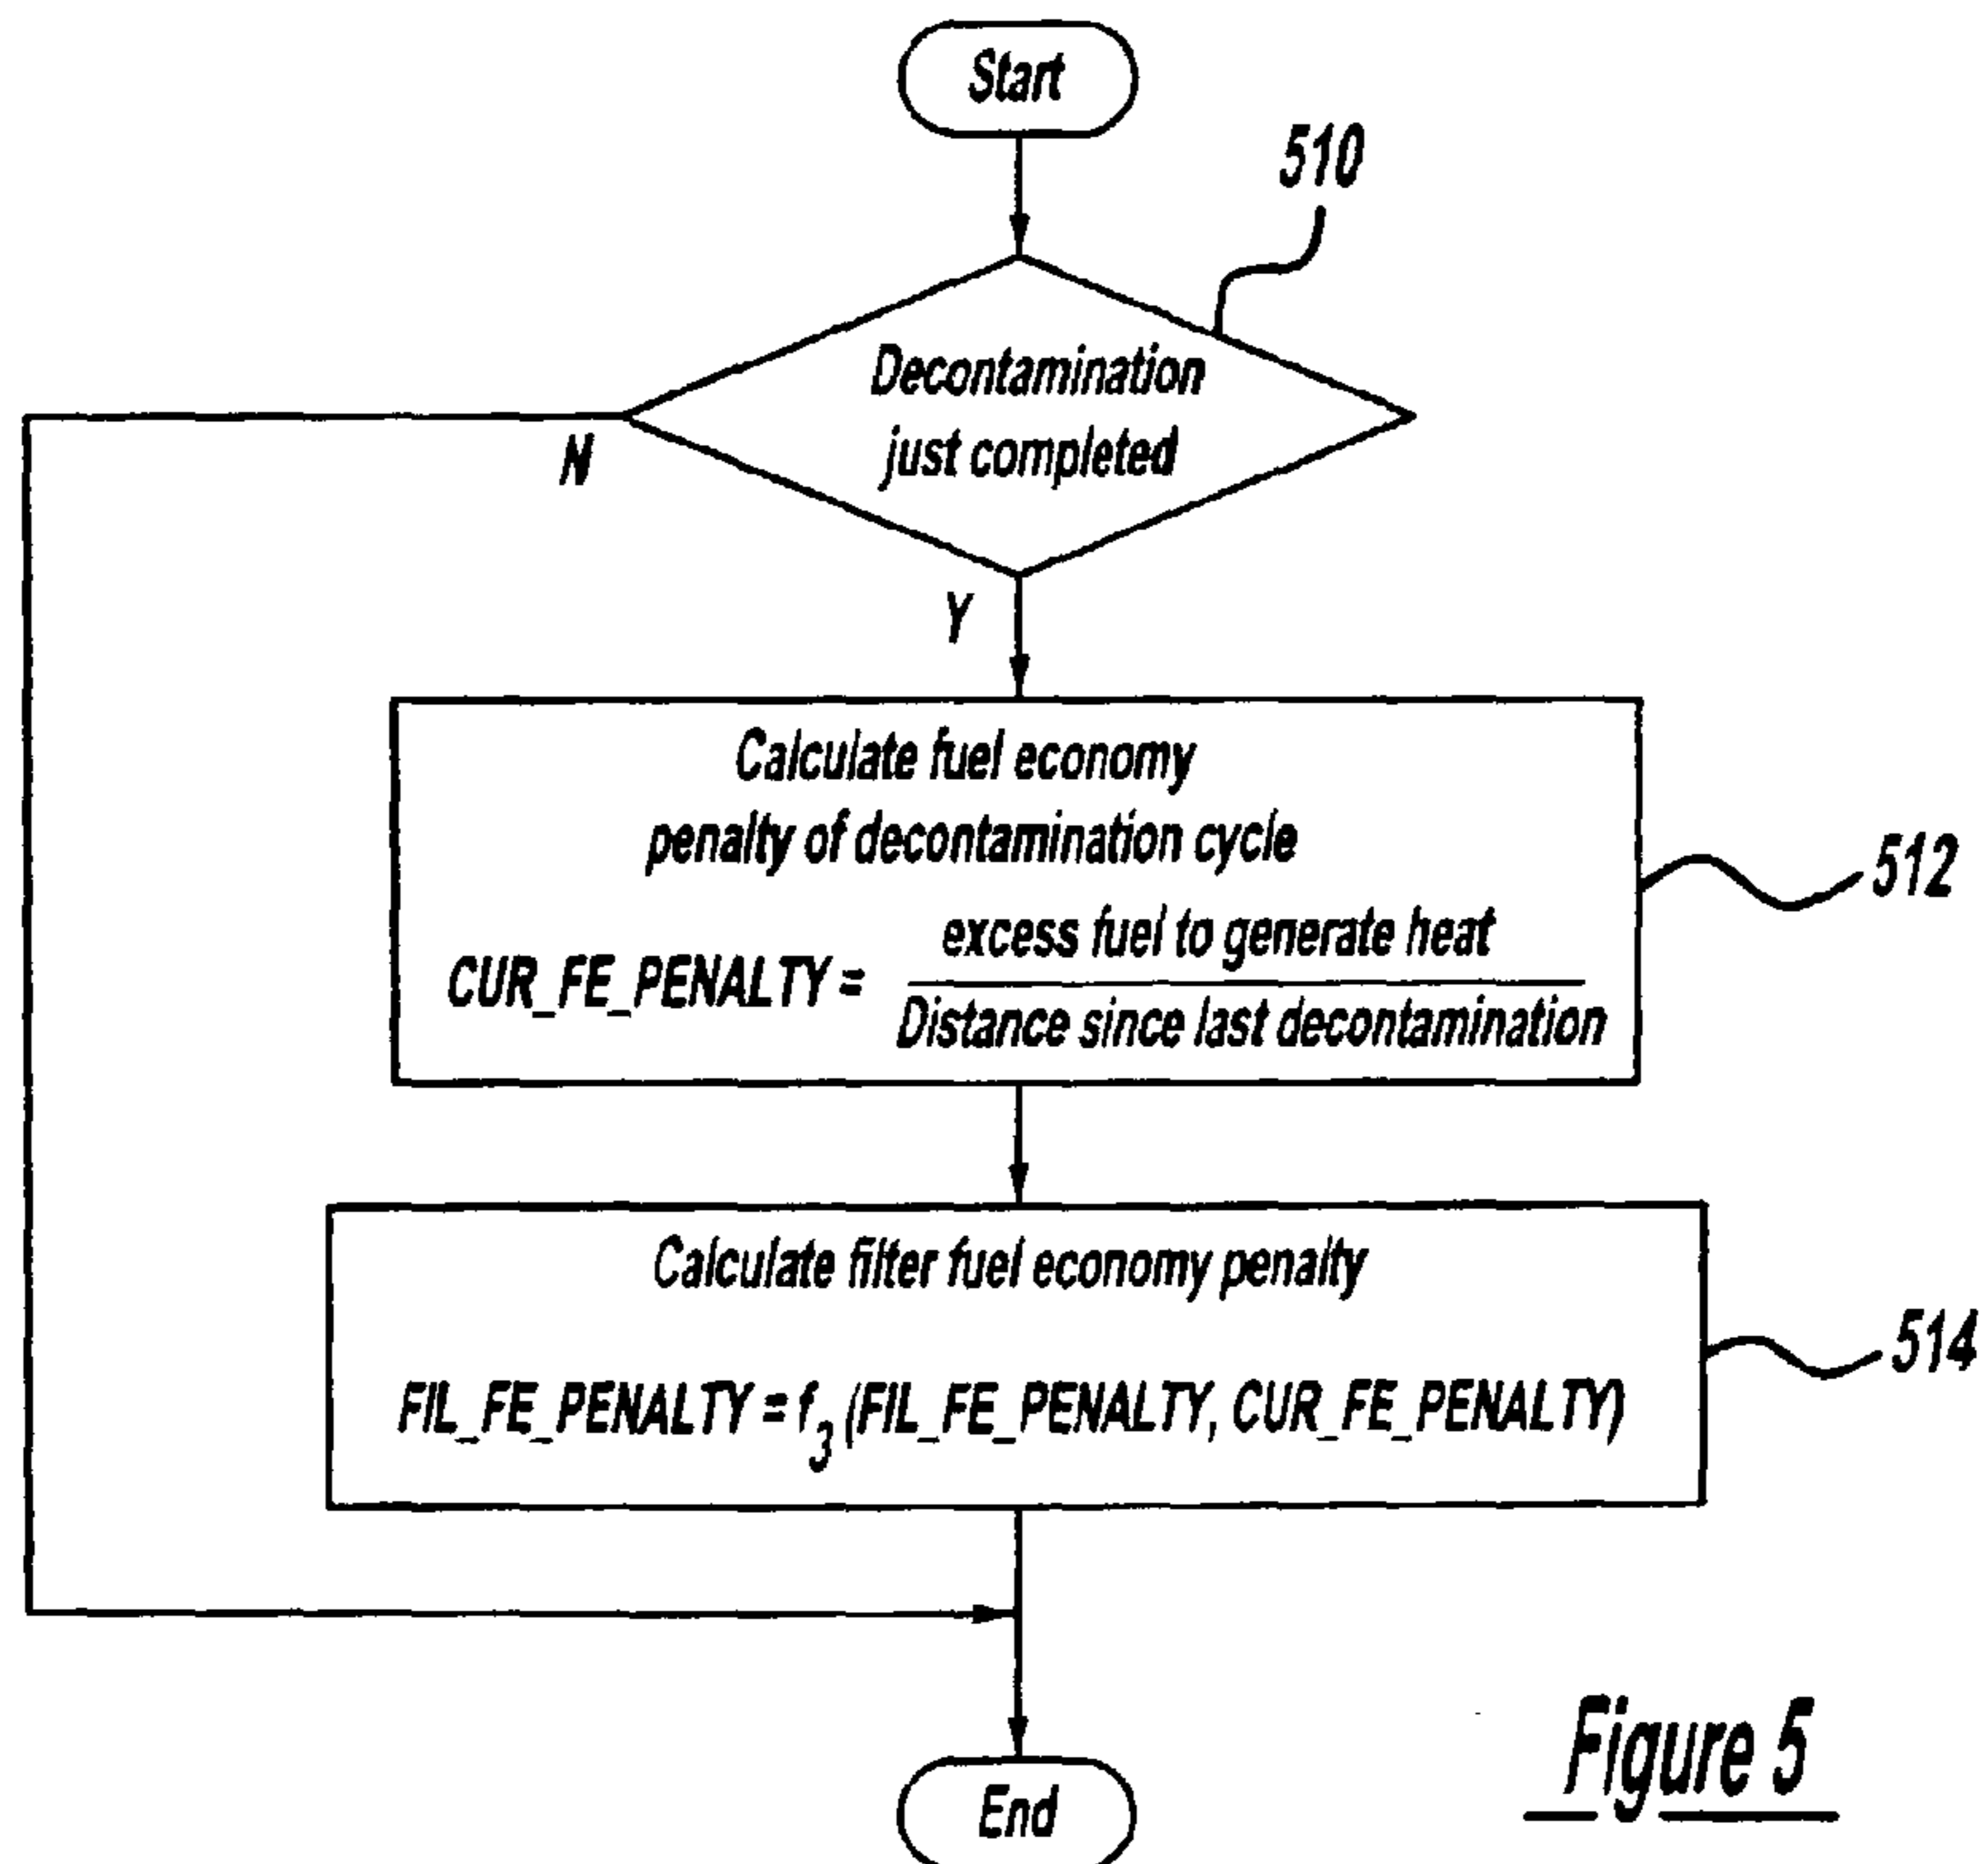 Start
510
Decontamination
just completed
N
Y
Calculate fuel economy
penalty of decontamination cycle
CUR_FE_PENALTY = excess fuel to generate heat
Distance since last decontamination
512
Calculate filter fuel economy penalty
FIL_FE_PENALTY = f3 (FIL_FE_PENALTY, CUR_FE_PENALTY)
514
End
Figure 5